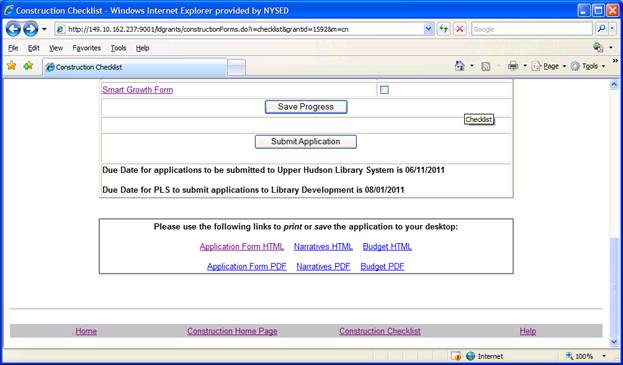 Construction Checklist - Windows Internet Explorer provided by NYSED
http://149.10.162.237:9001/ldgrants/constructionForms.do?i=checklist&grantid=1592&m=cn
Google
File Edit View Favorites Tools Help
Construction Checklist
Page Tools
Smart Growth Form
Save Progress
Checklist
Submit Application
Due Date for applications to be submitted to Upper Hudson Library System is 06/11/2011
Due Date for PLS to submit applications to Library Development is 08/01/2011
Please use the following links to print or save the application to your desktop:
Application Form HTML Narratives HTML Budget HTML
Application Form PDF Narratives PDF Budget PDF
. Home Construction Home Page Construction Checklist Help
Internet 100%